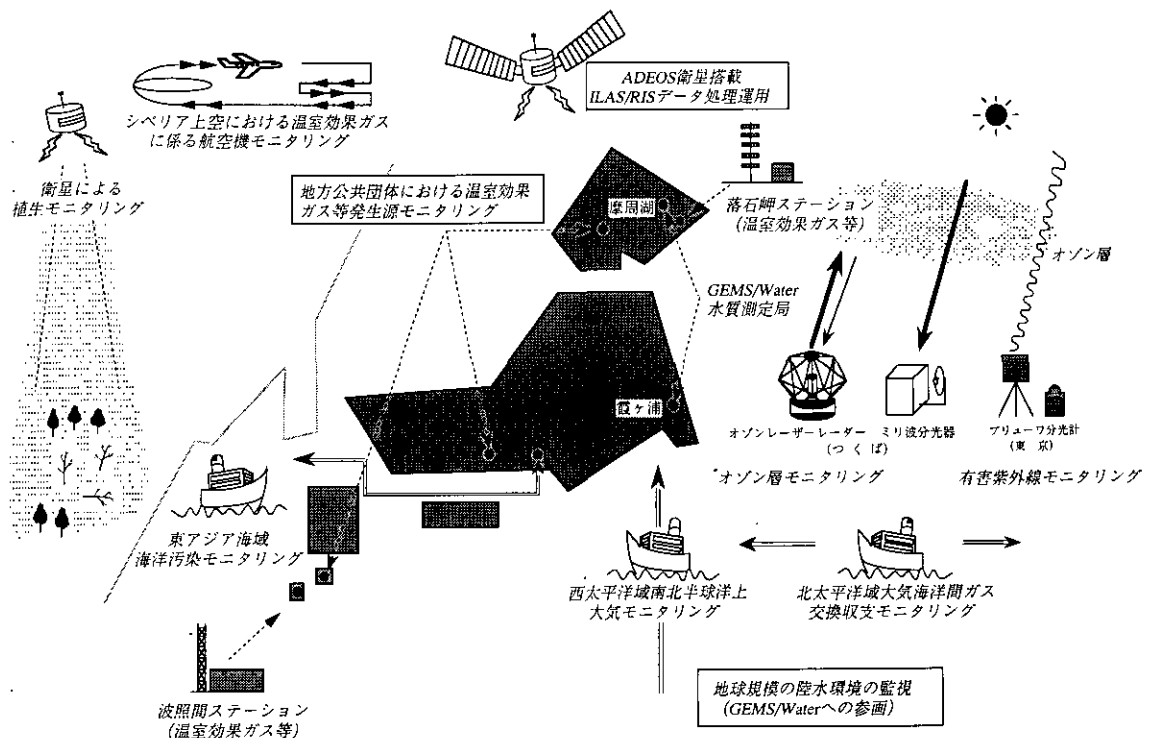 ADEOS衛星搭載
ILAS/RISデータ処理運用
シベリア上空における温室効果ガス
に係る航空機モニタリング
衛星による
植生モニタリング
地方公共団体における温室効果
ガス等発生源モニタリング
摩周湖
落石岬ステーション
(温室効果ガス等)
オゾン層
GEMS/Water
水質測定局
霞ヶ浦
オゾンレーザーレーダー
ミリ波分光器
(つくば)
ブリューワ分光計
(東京)
オゾン層モニタリング
有害紫外線モニタリング
東アジア海域
海洋汚染モニタリング
西太平洋域南北半球洋上
大気モニタリング
北太平洋域大気海洋間ガス
交換収支モニタリング
波照間ステーション
(温室効果ガス等)
地球規模の陸水環境の監視
(GEMS/Waterへの参画)